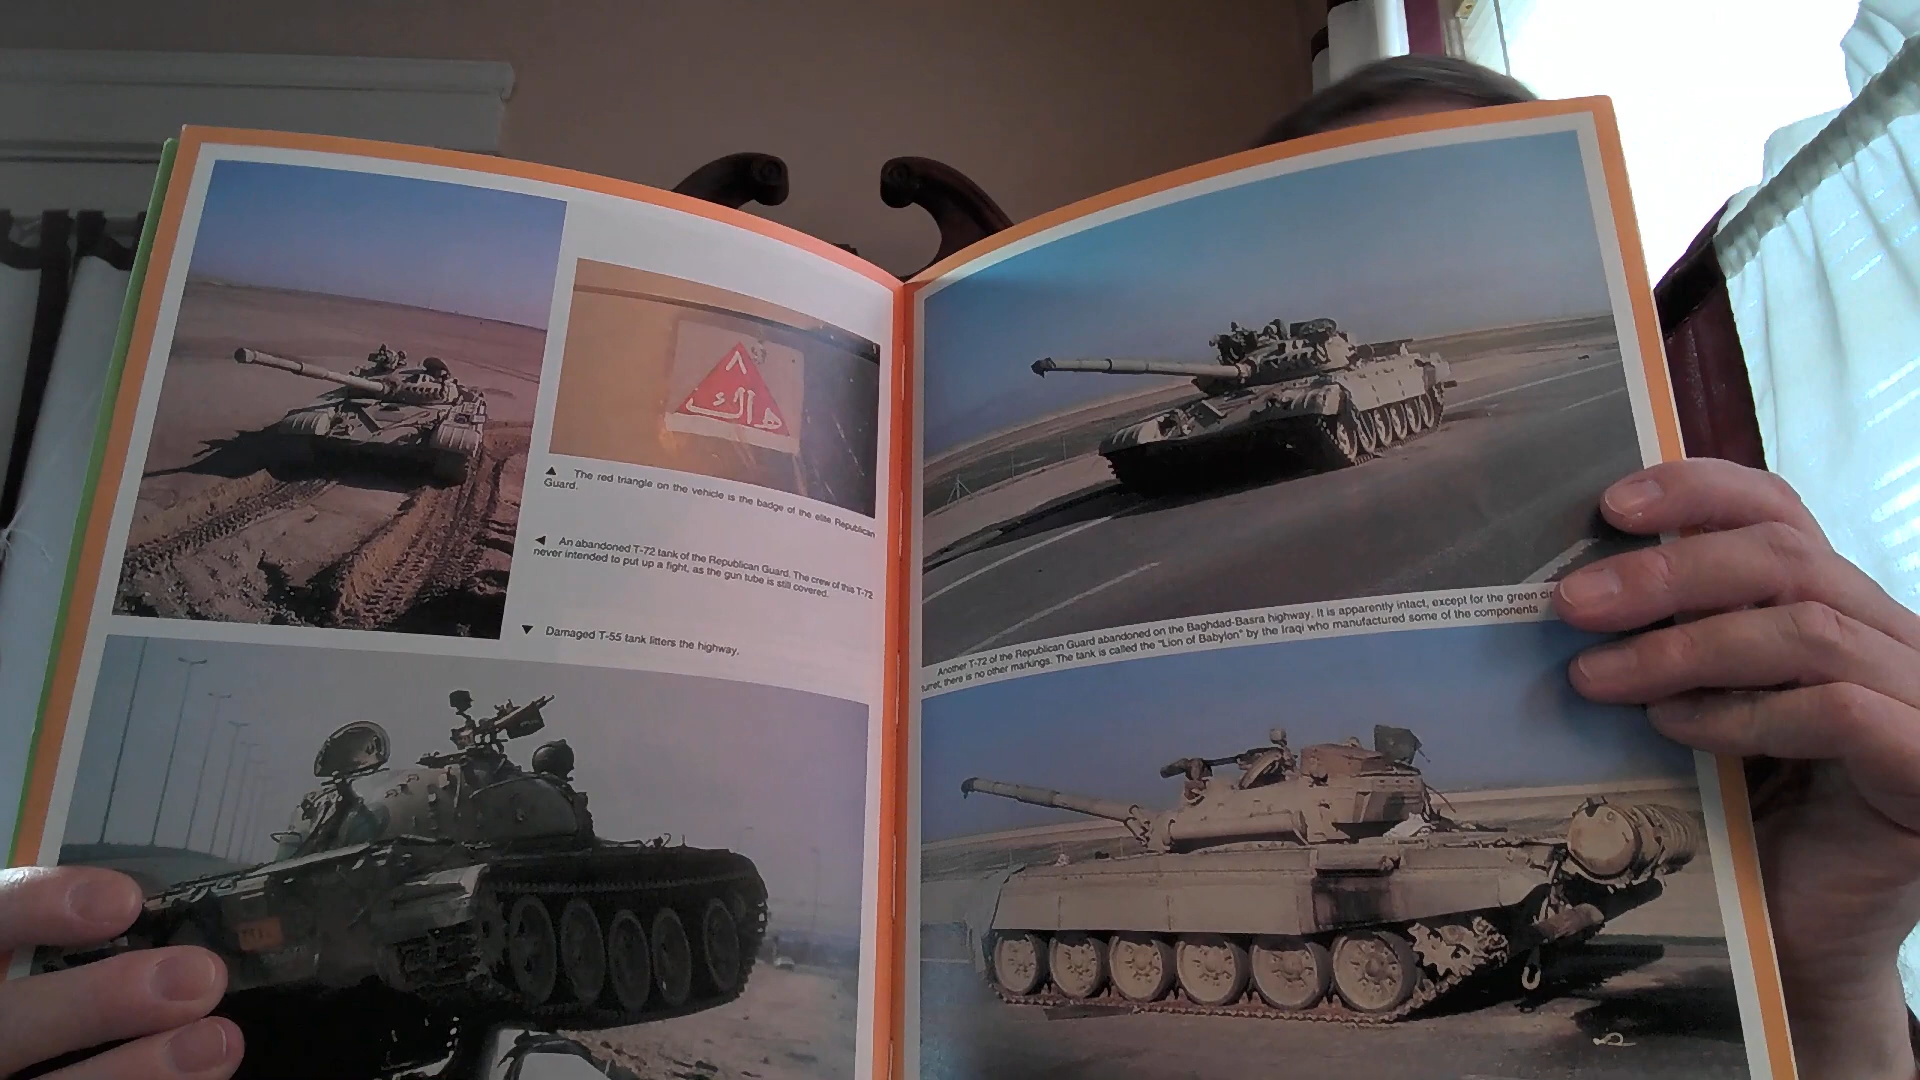 ٨
هـ اك
▲ The red triangle on the vehicle is the badge of the elite Republican
Guard.
◄ An abandoned T-72 tank of the Republican Guard. The crew of this T-72
never intended to put up a fight, as the gun tube is still covered.
▼ Damaged T-55 tank litters the highway.
Another T-72 of the Republican Guard abandoned on the Baghdad-Basra highway. It is apparently intact, except for the green
there is no other markings. The tank is called the "Lion of Babylon" by the Iraqi who manufactured some of the components